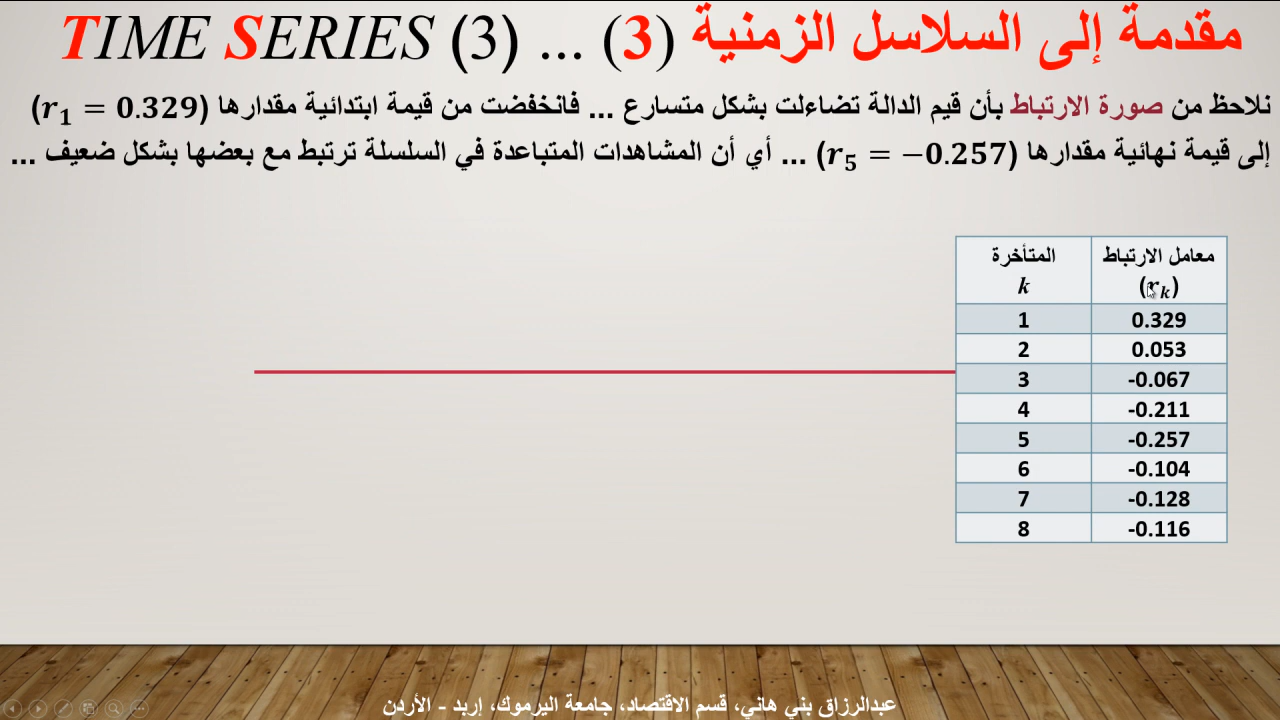 مقدمة إلى السلاسل الزمنية (3) ... TIME SERIES (3)
نلاحظ من صورة الارتباط بأن قيم الدالة تضاءلت بشكل متسارع ... فانخفضت من قيمة ابتدائية مقدارها (r₁ = 0.329)
إلى قيمة نهائية مقدارها (r₅ = −0.257) ... أي أن المشاهدات المتباعدة في السلسلة ترتبط مع بعضها بشكل ضعيف ...
المتأخرة معامل الارتباط
k (rₖ)
1 0.329
2 0.053
3 -0.067
4 -0.211
5 -0.257
6 -0.104
7 -0.128
8 -0.116
عبدالرزاق بني هاني، قسم الاقتصاد، جامعة اليرموك، إربد - الأردن